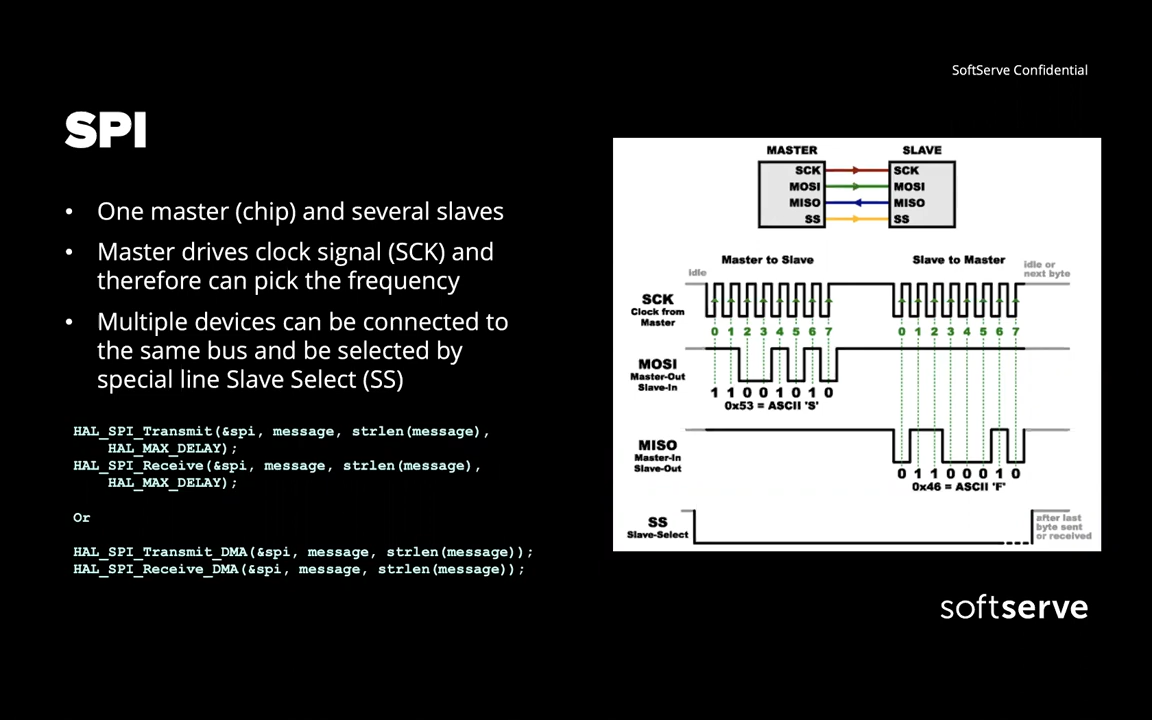 SoftServe Confidential
SPI
• One master (chip) and several slaves
• Master drives clock signal (SCK) and
therefore can pick the frequency
• Multiple devices can be connected to
the same bus and be selected by
special line Slave Select (SS)
HAL_SPI_Transmit(&spi, message, strlen(message),
HAL_MAX_DELAY);
HAL_SPI_Receive(&spi, message, strlen(message),
HAL_MAX_DELAY);
Or
HAL_SPI_Transmit_DMA(&spi, message, strlen(message));
HAL_SPI_Receive_DMA(&spi, message, strlen(message));
MASTER SLAVE
SCK SCK
MOSI MOSI
MISO MISO
SS SS
Master to Slave Slave to Master
idle idle or
next byte
SCK
Clock from
Master
0 1 2 3 4 5 6 7 0 1 2 3 4 5 6 7
MOSI
Master-Out
Slave-In
1 1 0 0 1 0 1 0
0x53 = ASCII 'S'
MISO
Master-In
Slave-Out
0 1 1 0 0 0 1 0
0x46 = ASCII 'F'
SS
Slave-Select
after last
byte sent
or received
softserve